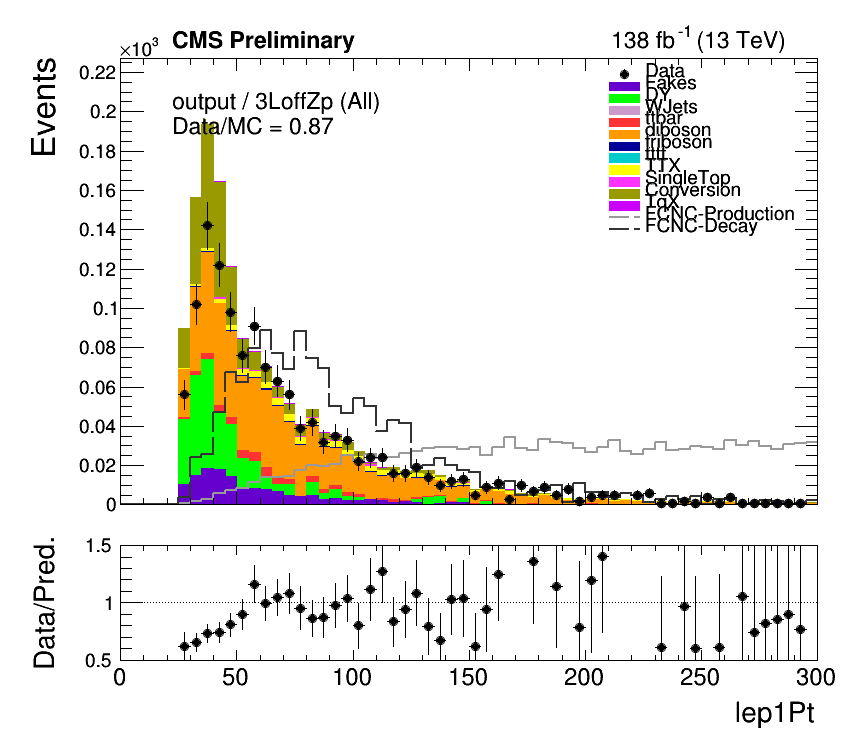 ×10³ CMS Preliminary 138 fb⁻¹ (13 TeV)
Events
0.22
0.2
0.18
0.16
0.14
0.12
0.1
0.08
0.06
0.04
0.02
0
output / 3LoffZp (All)
Data/MC = 0.87
Data
Fakes
DY
WJets
ttbar
diboson
triboson
tttt
TTX
SingleTop
Conversion
TqX
FCNC-Production
FCNC-Decay
Data/Pred.
1.5
1
0.5
0 50 100 150 200 250 300
lep1Pt